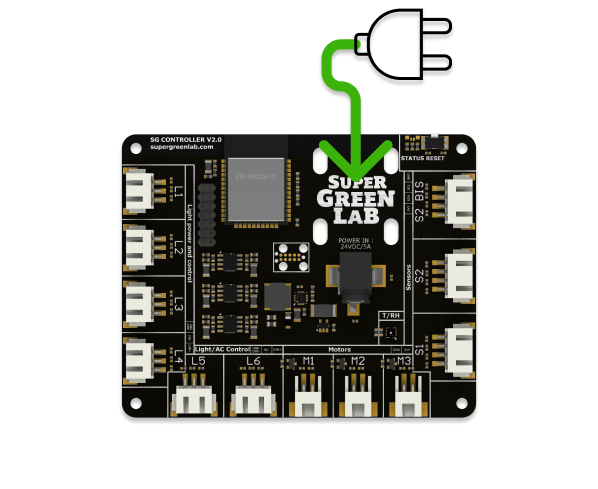 SG CONTROLLER V2.0
supergreenlab.com
STATUS RESET
ESP-WROOM-32
SUPER
GREEN
LAB
POWER IN :
24VDC/5A
L1
L2
L3
L4
Light power and control
S2 BIS
S2
S1
Sensors
T/RH
Light/AC Control
Motors
L5
L6
M1
M2
M3